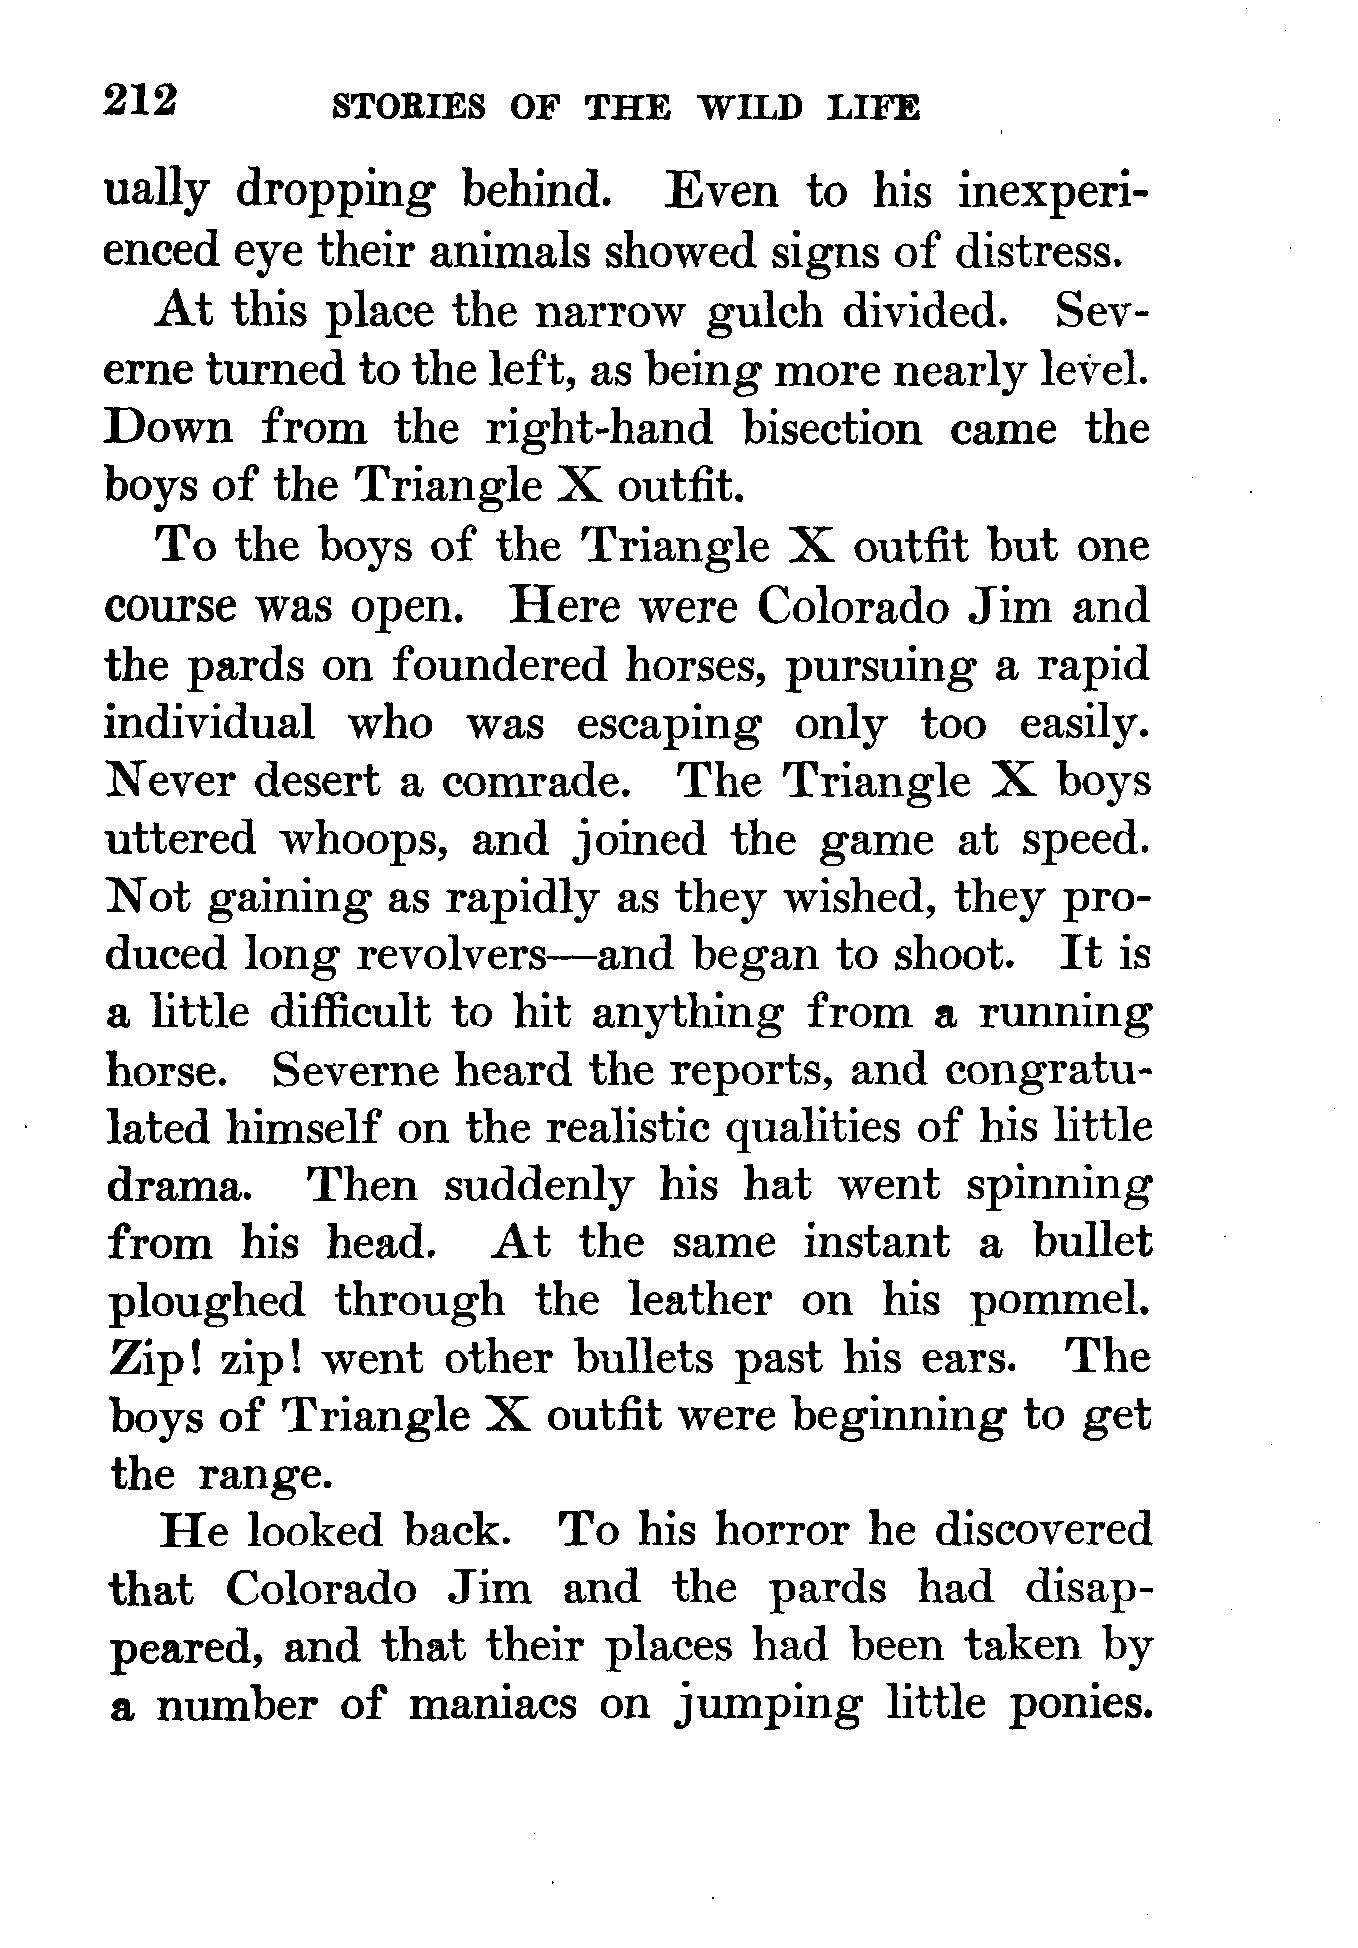 212 STORIES OF THE WILD LIFE
ually dropping behind. Even to his inexperi-
enced eye their animals showed signs of distress.
At this place the narrow gulch divided. Sev-
erne turned to the left, as being more nearly level.
Down from the right-hand bisection came the
boys of the Triangle X outfit.
To the boys of the Triangle X outfit but one
course was open. Here were Colorado Jim and
the pards on foundered horses, pursuing a rapid
individual who was escaping only too easily.
Never desert a comrade. The Triangle X boys
uttered whoops, and joined the game at speed.
Not gaining as rapidly as they wished, they pro-
duced long revolvers—and began to shoot. It is
a little difficult to hit anything from a running
horse. Severne heard the reports, and congratu-
lated himself on the realistic qualities of his little
drama. Then suddenly his hat went spinning
from his head. At the same instant a bullet
ploughed through the leather on his pommel.
Zip! zip! went other bullets past his ears. The
boys of Triangle X outfit were beginning to get
the range.
He looked back. To his horror he discovered
that Colorado Jim and the pards had disap-
peared, and that their places had been taken by
a number of maniacs on jumping little ponies.